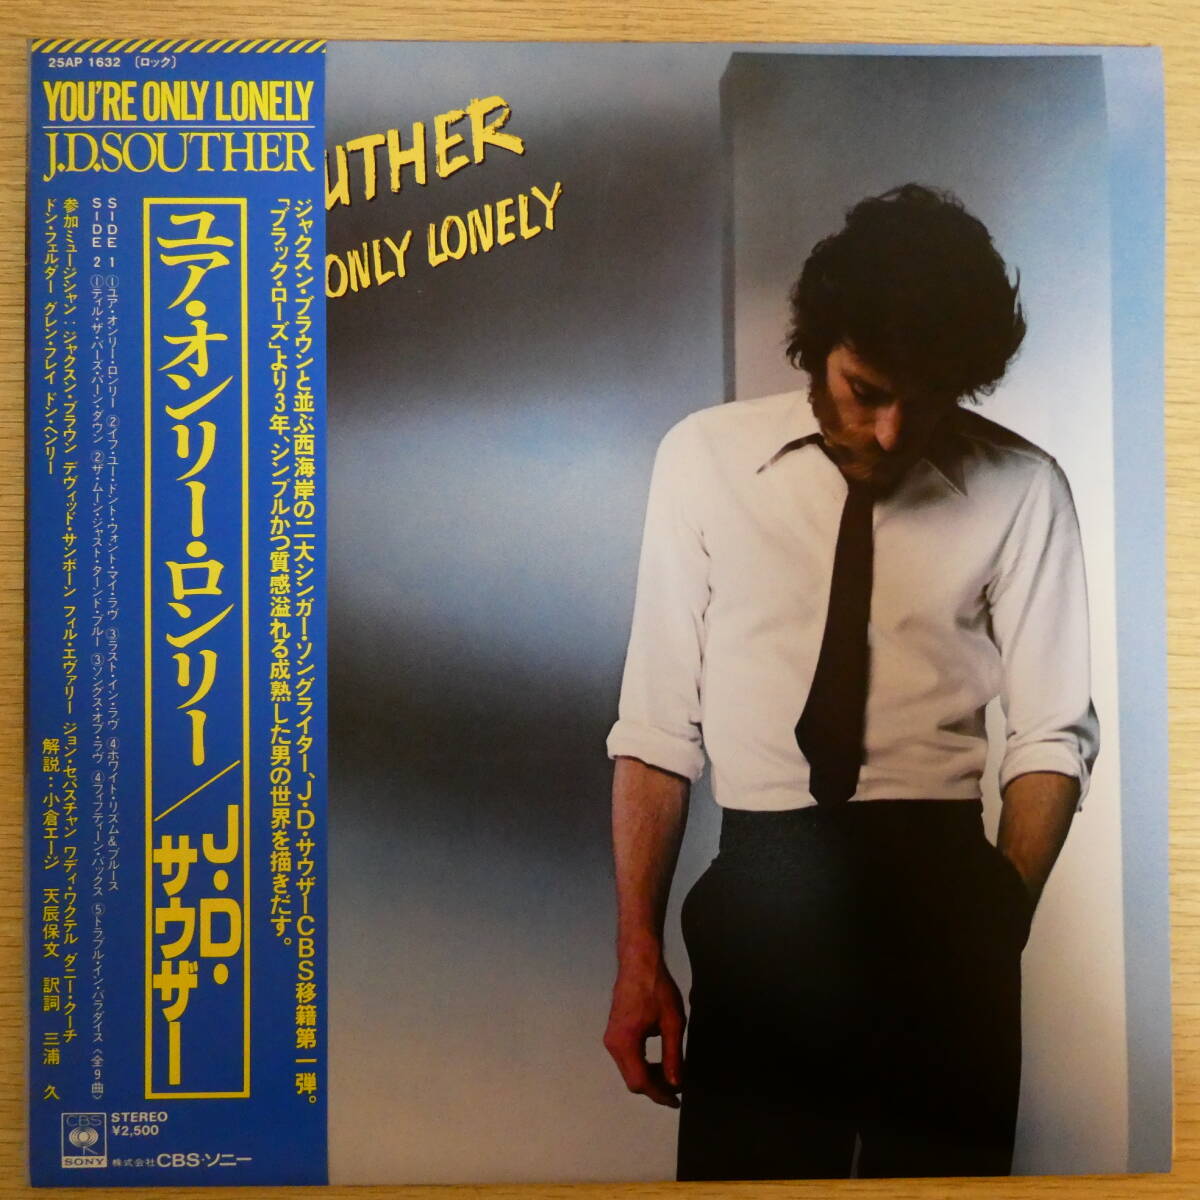 25AP 1632 〔ロック〕
YOU'RE ONLY LONELY
J.D.SOUTHER
ジャクスン・ブラウンと並ぶ西海岸の二大シンガー・ソングライター、J・D・サウザーCBS移籍第一弾。
「ブラック・ローズ」より3年、シンプルかつ質感溢れる成熟した男の世界を描きだす。
ユア・オンリー・ロンリー／J・D・サウザー
SIDE 1 ①ユア・オンリー・ロンリー ②イフ・ユー・ドント・ウォント・マイ・ラヴ ③ラスト・イン・ラヴ ④ホワイト・リズム&ブルース
SIDE 2 ①ティル・ザ・バーズ・バーン・ダウン ②ザ・ムーン・ジャスト・ターンド・ブルー ③ソングス・オブ・ラヴ ④フィフティーン・バックス ⑤トラブル・イン・パラダイス〈全9曲〉
参加ミュージシャン：ジャクスン・ブラウン デヴィッド・サンボーン フィル・エヴァリー ジョン・セバスチャン ワディ・ワクテル ダニー・クーチ
ドン・フェルダー グレン・フレイ ドン・ヘンリー
解説：小倉エージ 天辰保文 訳詞 三浦 久
CBS
SONY
STEREO
¥2,500
株式会社CBS・ソニー
UTHER
ONLY LONELY